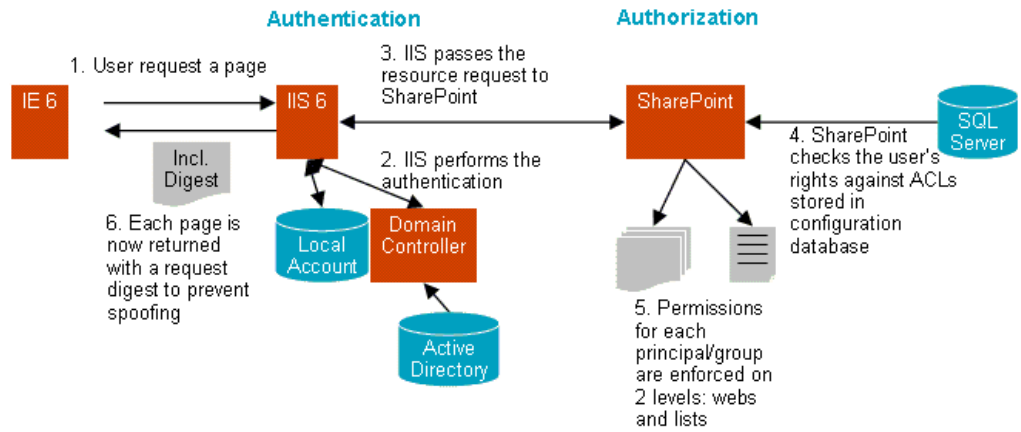 Authentication
Authorization
1. User request a page
3. IIS passes the
resource request to
SharePoint
IE 6
IIS 6
SharePoint
SQL
Server
Incl.
Digest
2. IIS performs the
authentication
4. SharePoint
checks the user's
rights against ACLs
stored in
configuration
database
6. Each page is
now returned
with a request
digest to prevent
spoofing
Local
Account
Domain
Controller
Active
Directory
5. Permissions
for each
principal/group
are enforced on
2 levels: webs
and lists